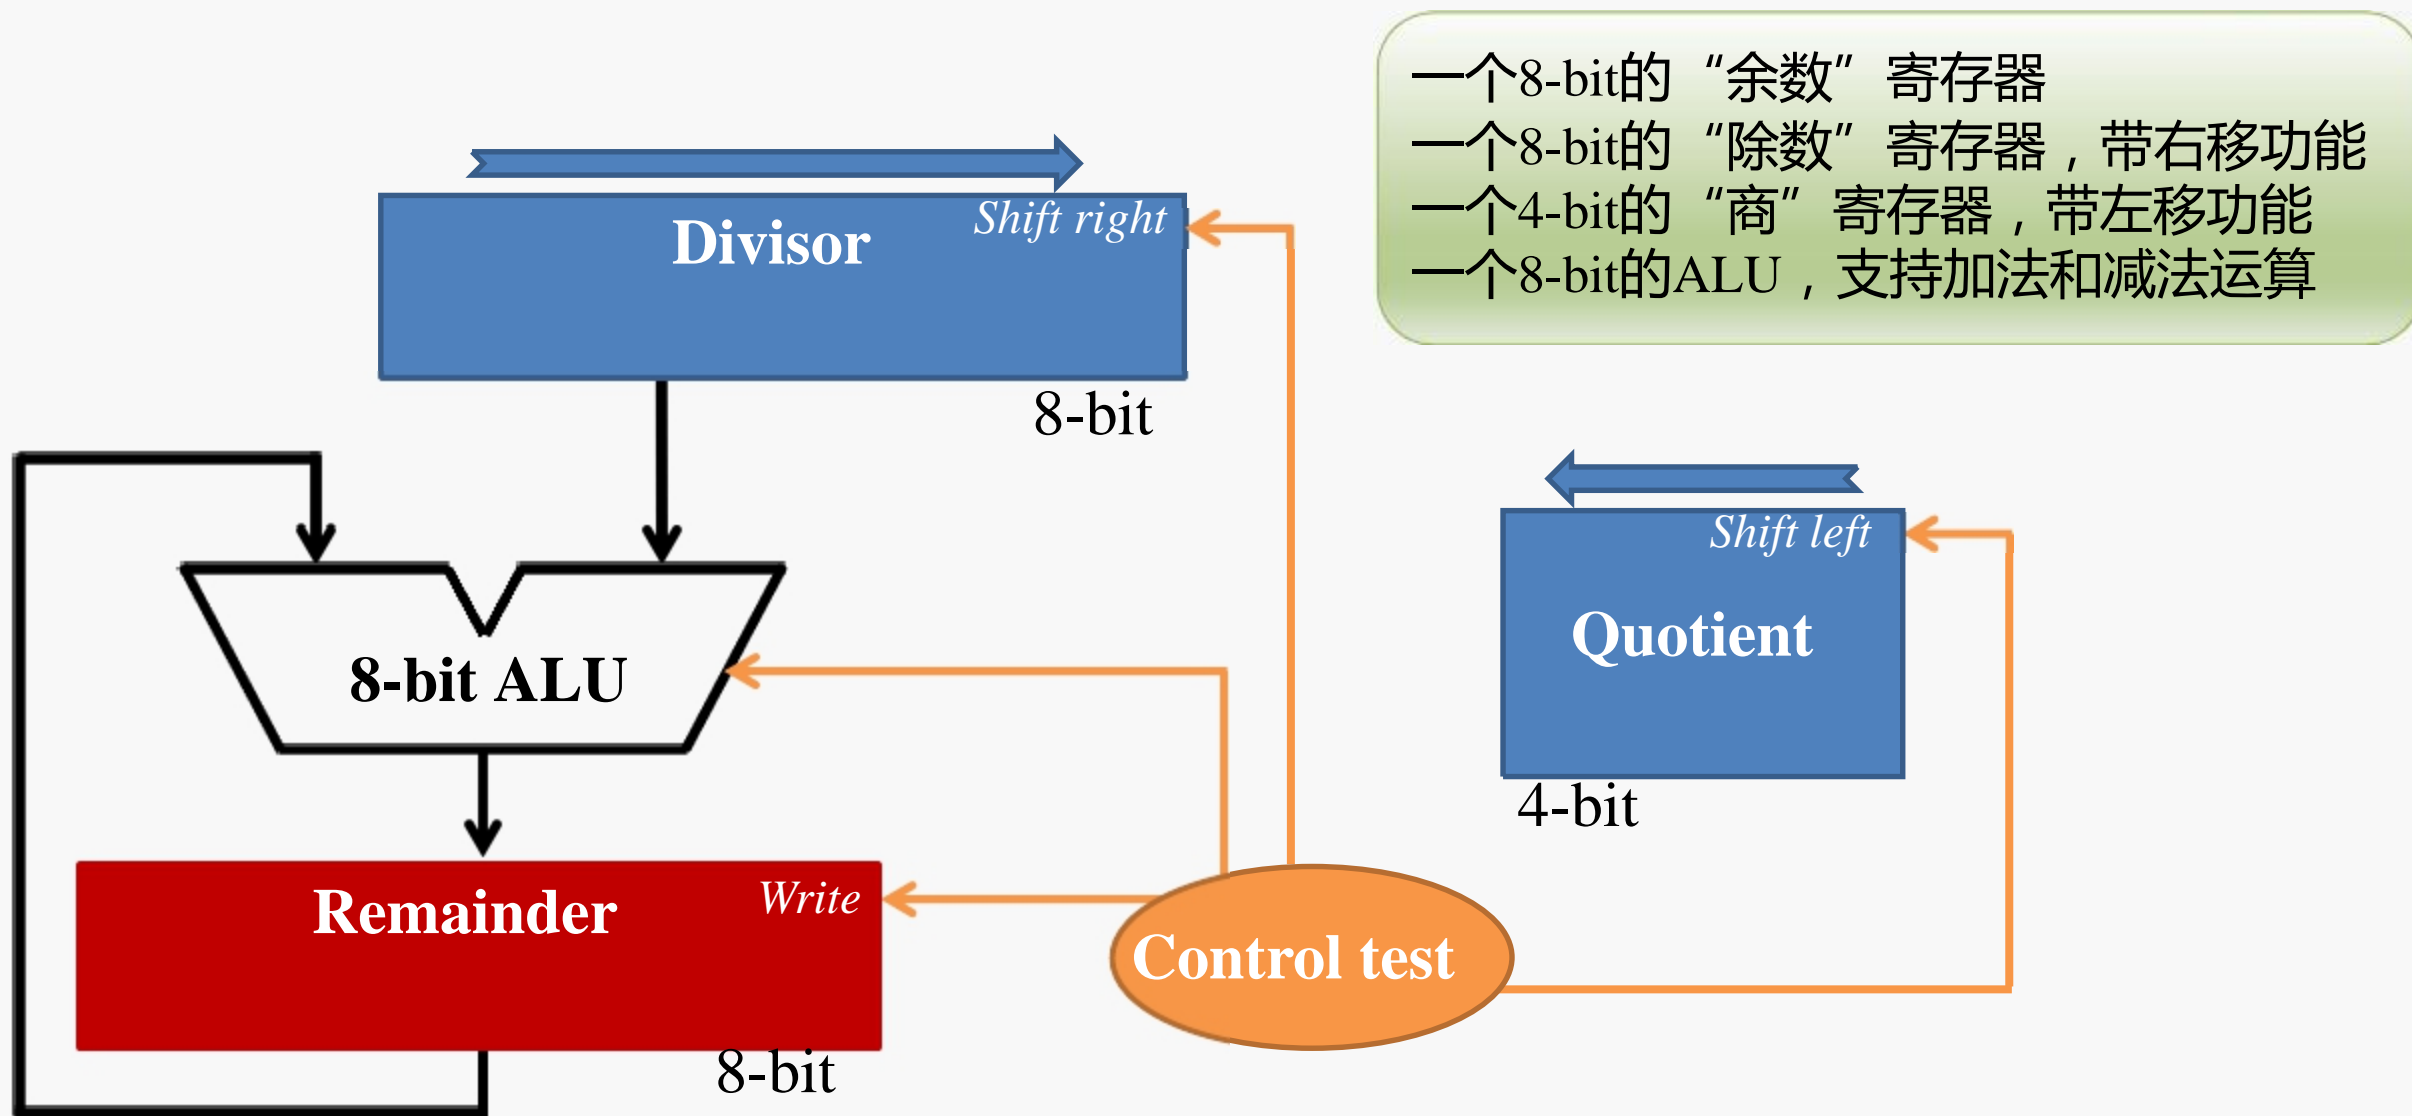 一个8-bit的“余数”寄存器
一个8-bit的“除数”寄存器，带右移功能
一个4-bit的“商”寄存器，带左移功能
一个8-bit的ALU，支持加法和减法运算
Shift right
Divisor
8-bit
Shift left
Quotient
4-bit
8-bit ALU
Write
Remainder
8-bit
Control test